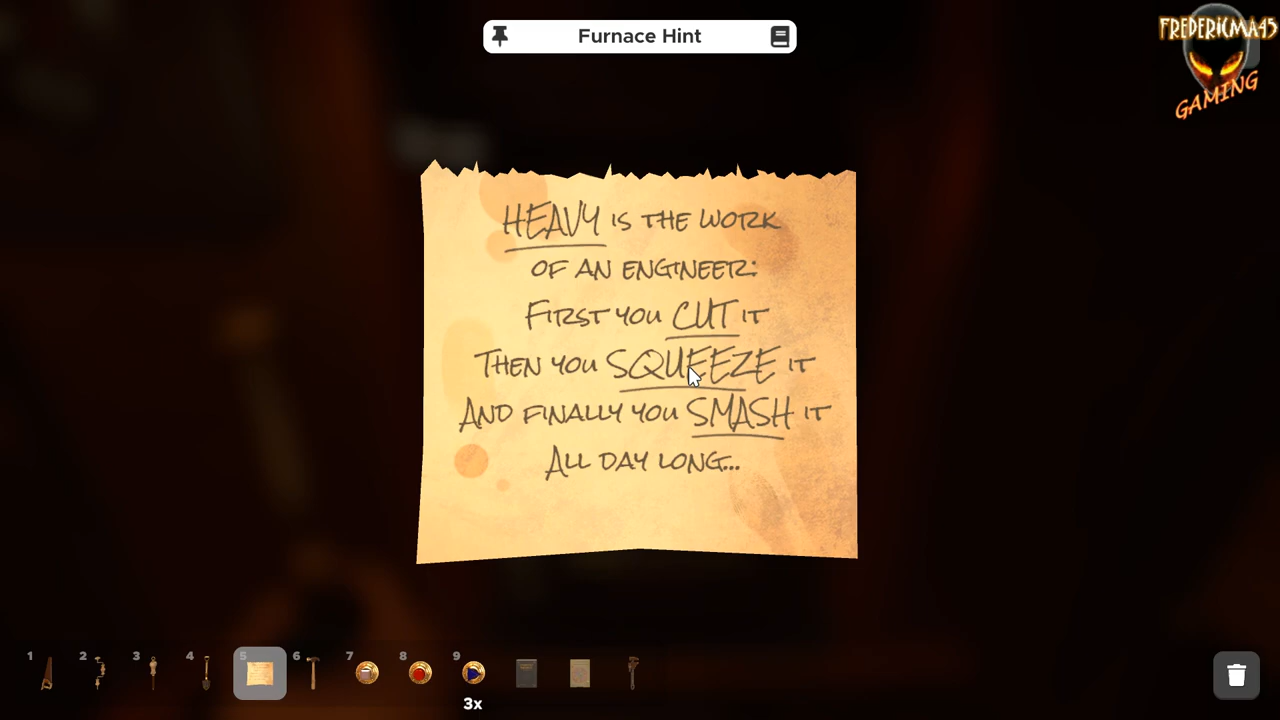 Furnace Hint
FREDERICMA45
GAMING
HEAVY IS THE WORK
OF AN ENGINEER:
FIRST YOU CUT IT
THEN YOU SQUEEZE IT
AND FINALLY YOU SMASH IT
ALL DAY LONG...
1 2 3 4 5 6 7 8 9
3x